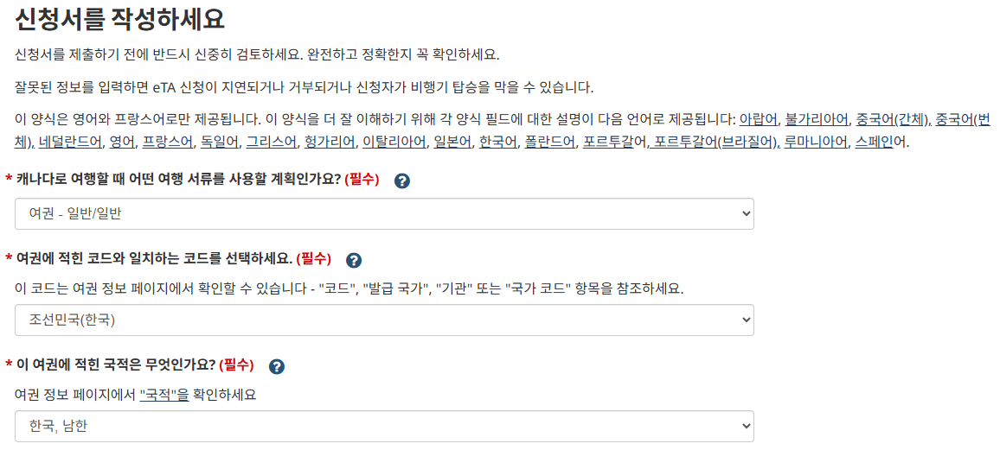 신청서를 작성하세요
신청서를 제출하기 전에 반드시 신중히 검토하세요. 완전하고 정확한지 꼭 확인하세요.
잘못된 정보를 입력하면 eTA 신청이 지연되거나 거부되거나 신청자가 비행기 탑승을 막을 수 있습니다.
이 양식은 영어와 프랑스어로만 제공됩니다. 이 양식을 더 잘 이해하기 위해 각 양식 필드에 대한 설명이 다음 언어로 제공됩니다: 아랍어, 불가리아어, 중국어(간체), 중국어(번
체), 네덜란드어, 영어, 프랑스어, 독일어, 그리스어, 헝가리어, 이탈리아어, 일본어, 한국어, 폴란드어, 포르투갈어, 포르투갈어(브라질어), 루마니아어, 스페인어.
* 캐나다로 여행할 때 어떤 여행 서류를 사용할 계획인가요? (필수) ?
여권 - 일반/일반
* 여권에 적힌 코드와 일치하는 코드를 선택하세요. (필수) ?
이 코드는 여권 정보 페이지에서 확인할 수 있습니다 - "코드", "발급 국가", "기관" 또는 "국가 코드" 항목을 참조하세요.
조선민국(한국)
* 이 여권에 적힌 국적은 무엇인가요? (필수) ?
여권 정보 페이지에서 "국적"을 확인하세요
한국, 남한